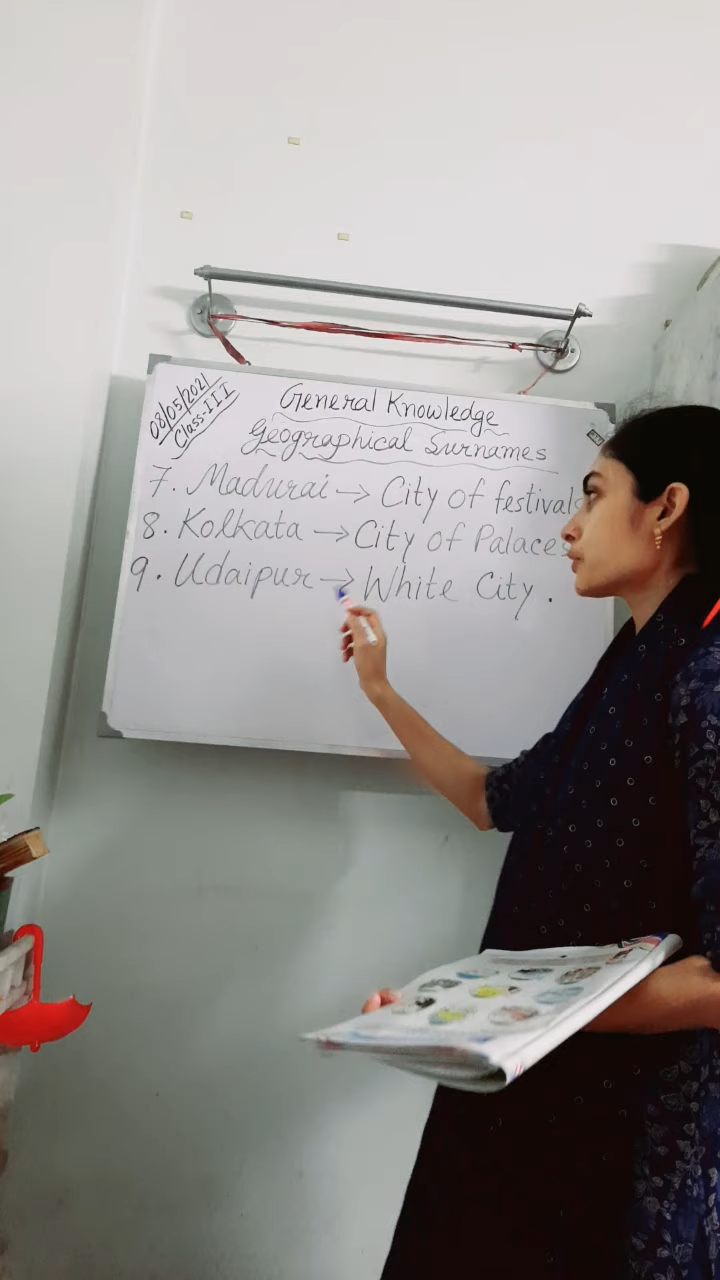 08/05/2021
Class-III
General Knowledge
Geographical Surnames
7. Madurai → City of festivals
8. Kolkata → City of Palaces
9. Udaipur → White City.